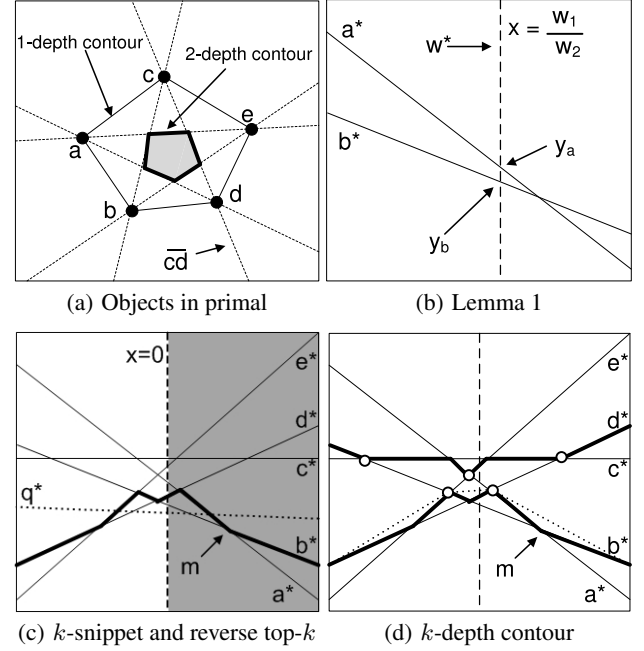 1-depth contour
2-depth contour
c
e
a
b
d
cd
(a) Objects in primal
a*
w*
x = w1
w2
b*
ya
yb
(b) Lemma 1
x=0
e*
d*
c*
q*
b*
m
a*
(c) k-snippet and reverse top-k
e*
d*
c*
b*
m
a*
(d) k-depth contour